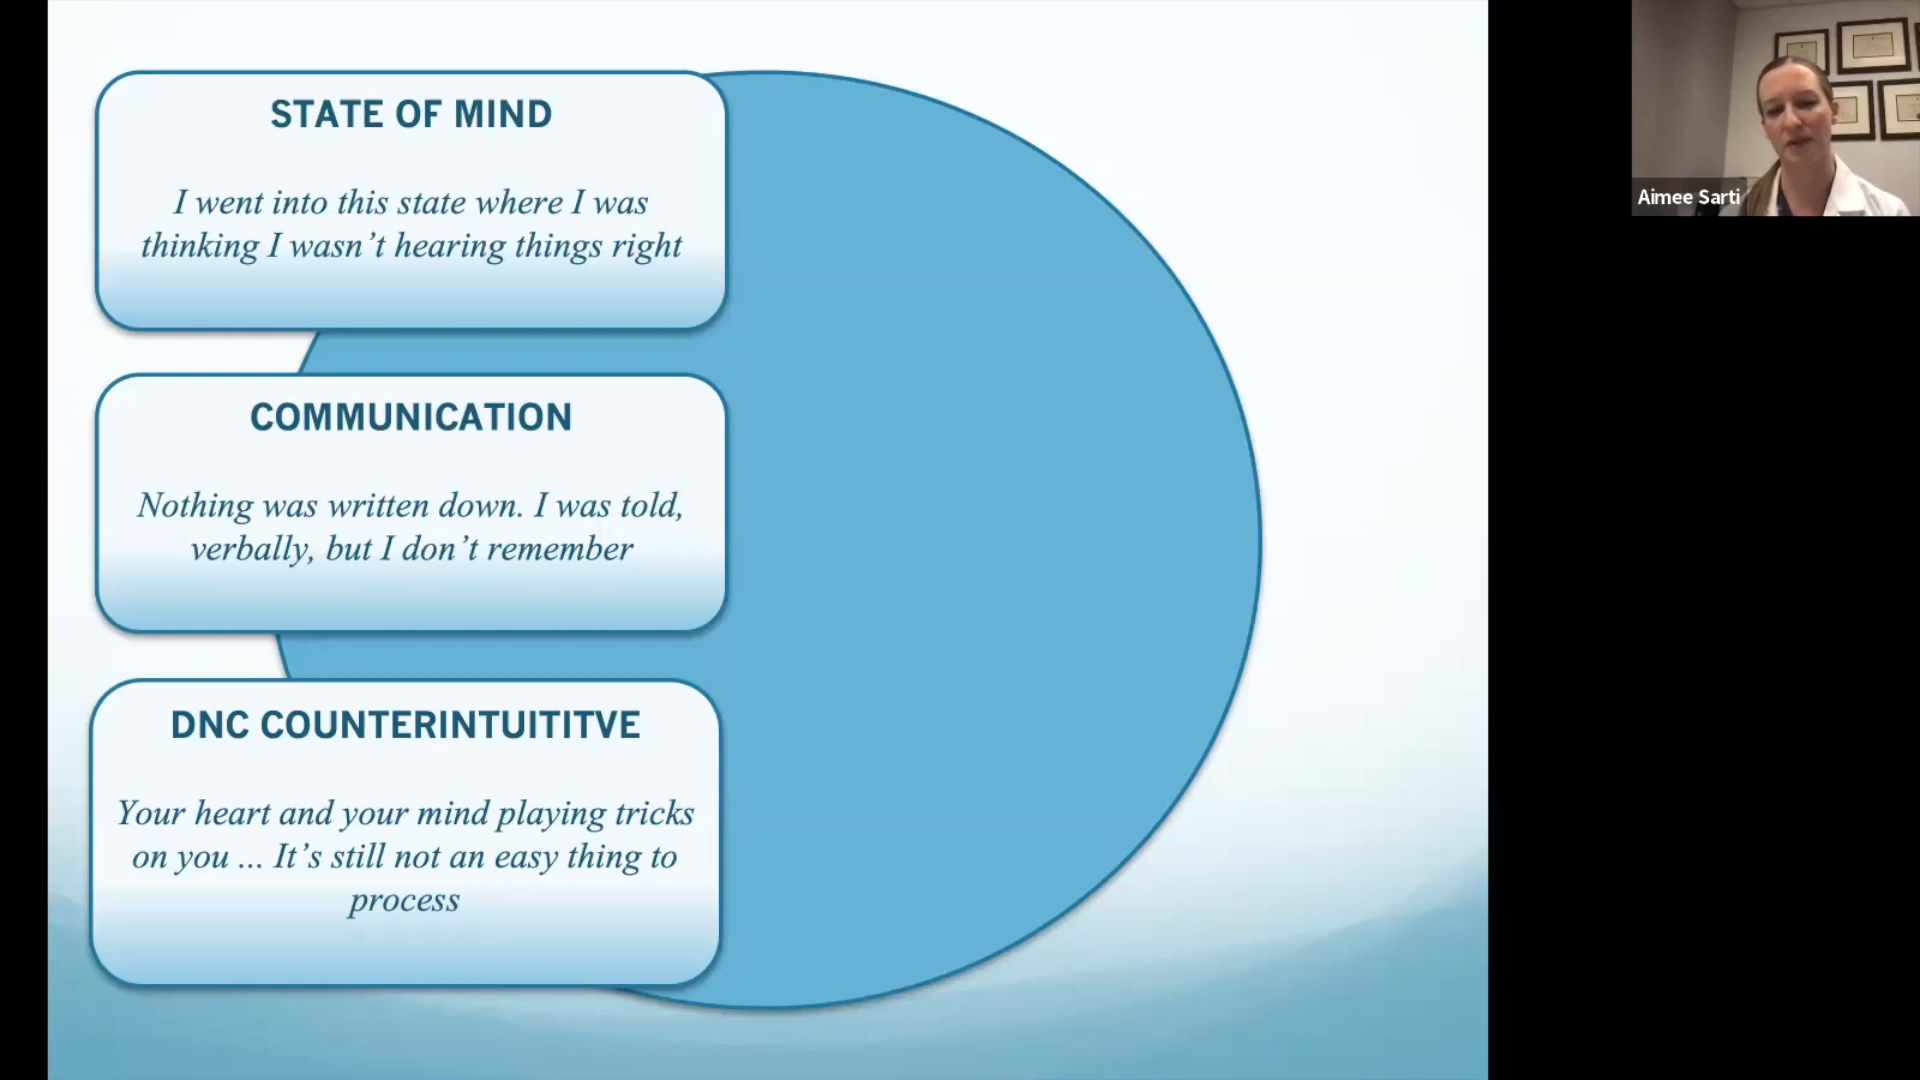 STATE OF MIND
I went into this state where I was
thinking I wasn’t hearing things right
COMMUNICATION
Nothing was written down. I was told,
verbally, but I don’t remember
DNC COUNTERINTUITITVE
Your heart and your mind playing tricks
on you ... It’s still not an easy thing to
process
Aimee Sarti